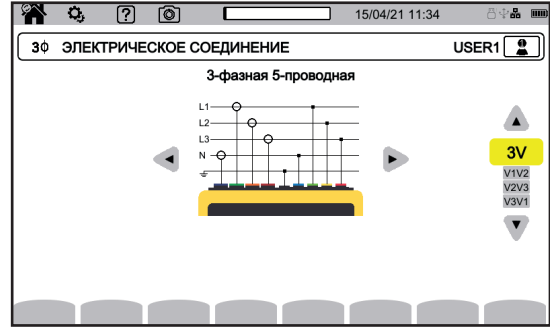 ? 15/04/21 11:34
3ϕ ЭЛЕКТРИЧЕСКОЕ СОЕДИНЕНИЕ USER1
3-фазная 5-проводная
L1
L2
L3
N
3V
V1V2
V2V3
V3V1